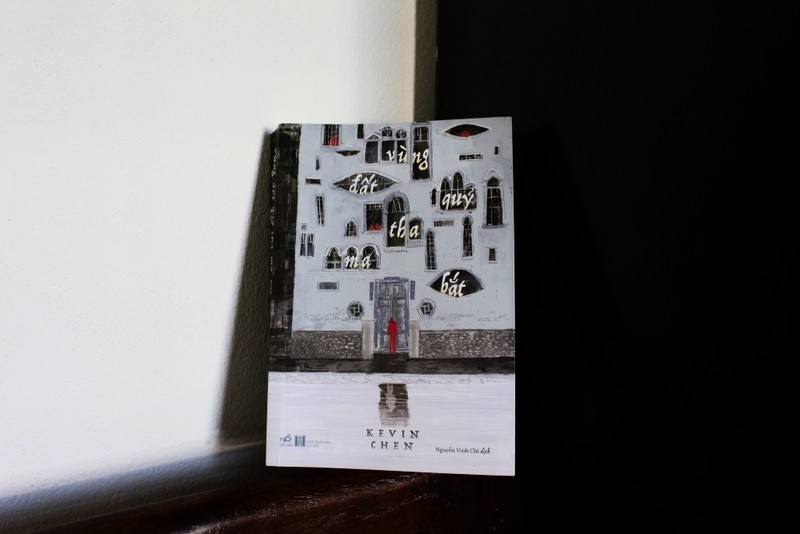 vùng
đất
quỷ
tha
ma
bắt
KEVIN
CHEN
Nguyễn Vinh Chi dịch